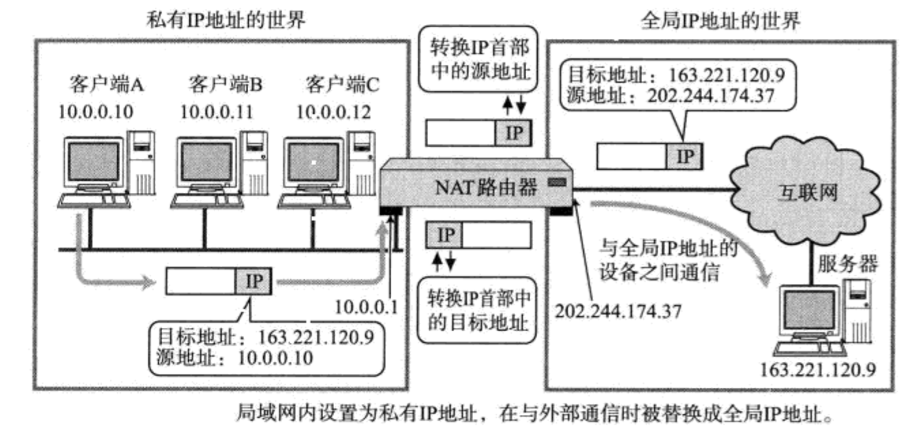 私有IP地址的世界
全局IP地址的世界
客户端A
10.0.0.10
客户端B
10.0.0.11
客户端C
10.0.0.12
转换IP首部
中的源地址
IP
目标地址：163.221.120.9
源地址：202.244.174.37
IP
NAT路由器
互联网
IP
转换IP首部中
的目标地址
与全局IP地址的
设备之间通信
202.244.174.37
服务器
163.221.120.9
IP
10.0.0.1
目标地址：163.221.120.9
源地址：10.0.0.10
局域网内设置为私有IP地址，在与外部通信时被替换成全局IP地址。